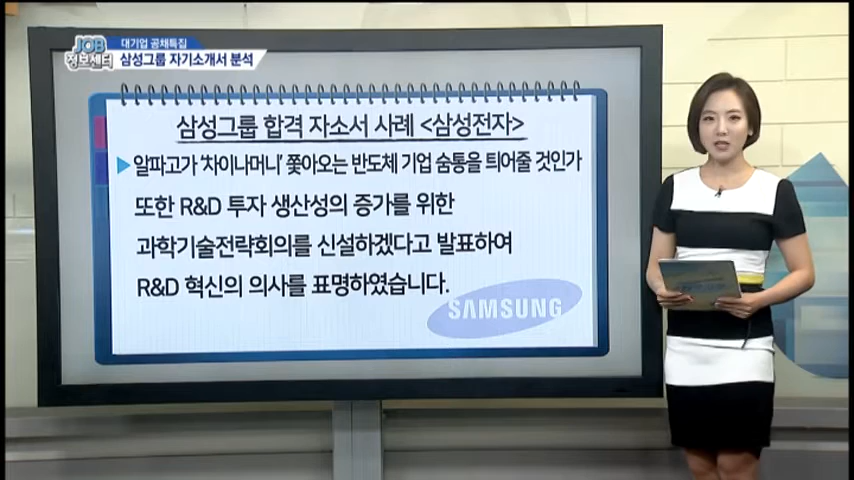 JOB
정보센터
대기업 공채특집
삼성그룹 자기소개서 분석
삼성그룹 합격 자소서 사례 <삼성전자>
▶알파고가 '차이나머니' 쫓아오는 반도체 기업 숨통을 틔어줄 것인가
또한 R&D 투자 생산성의 증가를 위한
과학기술전략회의를 신설하겠다고 발표하여
R&D 혁신의 의사를 표명하였습니다.
SAMSUNG